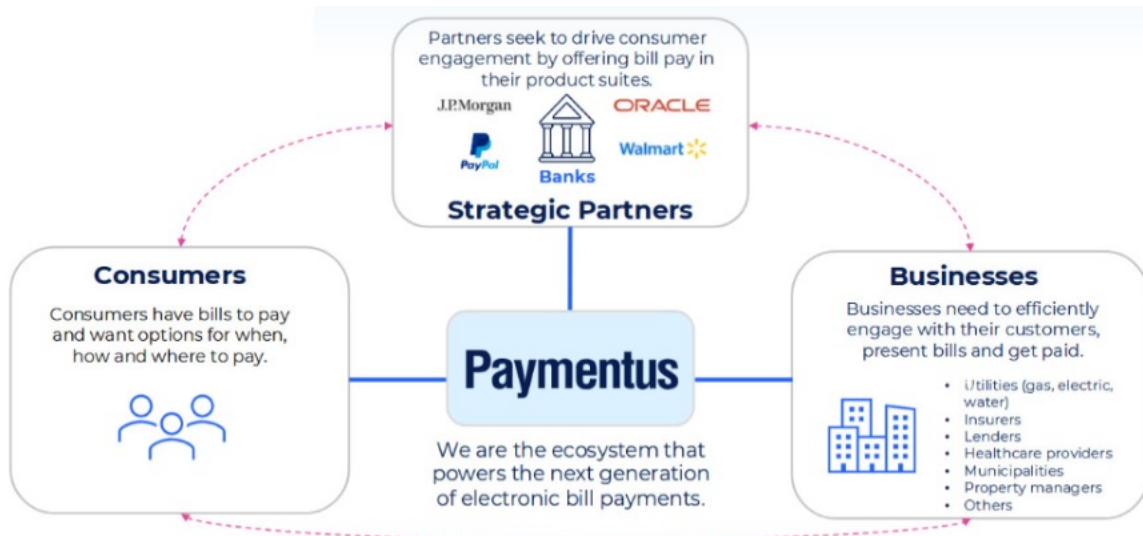 Partners seek to drive consumer
engagement by offering bill pay in
their product suites.
J.P.Morgan
ORACLE
PayPal
Walmart
Banks
Strategic Partners
Consumers
Consumers have bills to pay
and want options for when,
how and where to pay.
Paymentus
We are the ecosystem that
powers the next generation
of electronic bill payments.
Businesses
Businesses need to efficiently
engage with their customers,
present bills and get paid.
• Utilities (gas, electric,
water)
• Insurers
• Lenders
• Healthcare providers
• Municipalities
• Property managers
• Others